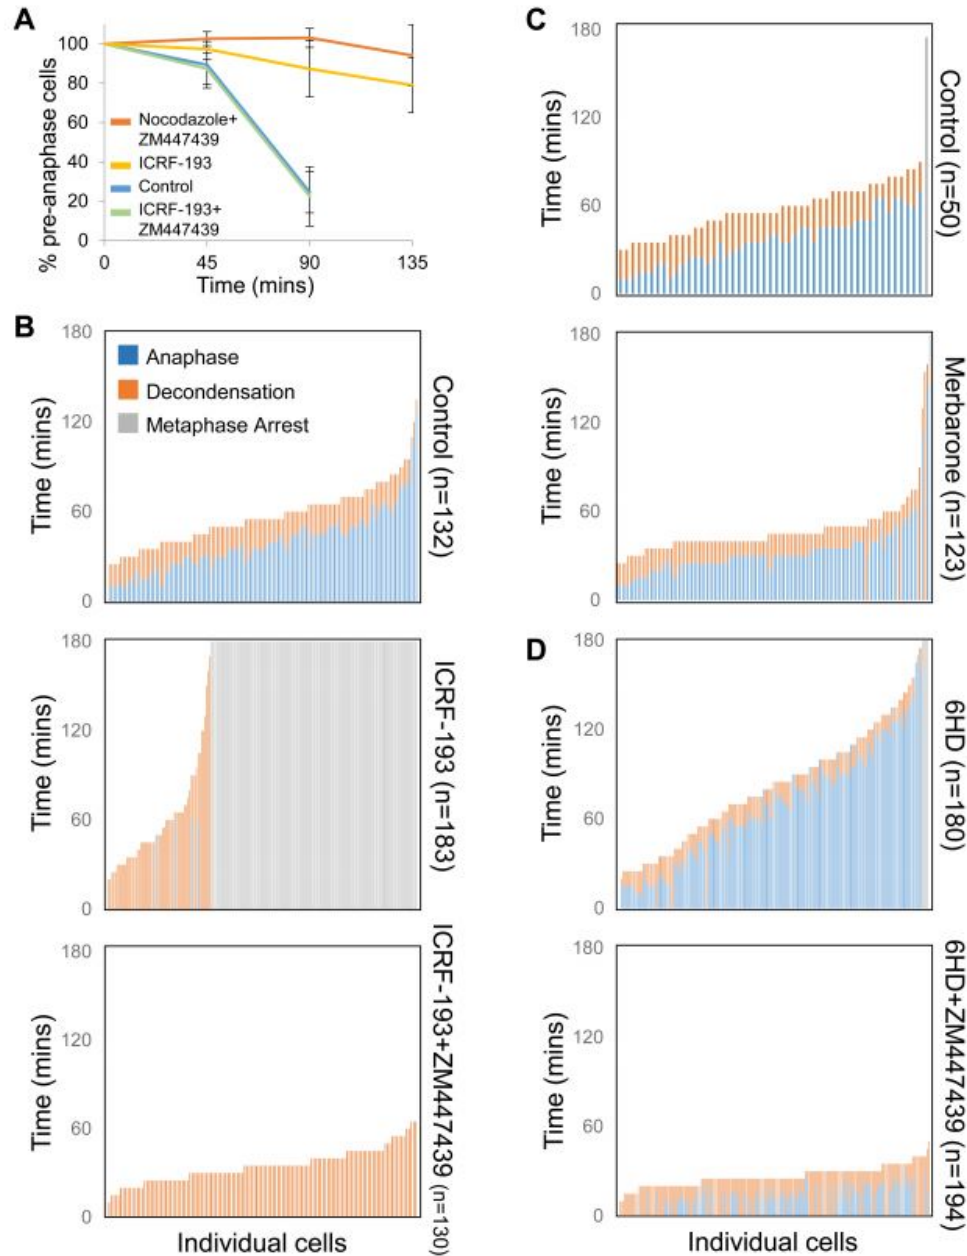 A
% pre-anaphase cells
100
80
60
40
20
0
Nocodazole+
ZM447439
ICRF-193
Control
ICRF-193+
ZM447439
0 45 90 135
Time (mins)
B
Time (mins)
180
120
60
0
Anaphase
Decondensation
Metaphase Arrest
Control (n=132)
Time (mins)
180
120
60
0
ICRF-193 (n=183)
Time (mins)
180
120
60
0
ICRF-193+ZM447439 (n=130)
Individual cells
C
Time (mins)
180
120
60
0
Control (n=50)
Time (mins)
180
120
60
0
Merbarone (n=123)
D
Time (mins)
180
120
60
0
6HD (n=180)
Time (mins)
180
120
60
0
6HD+ZM447439 (n=194)
Individual cells